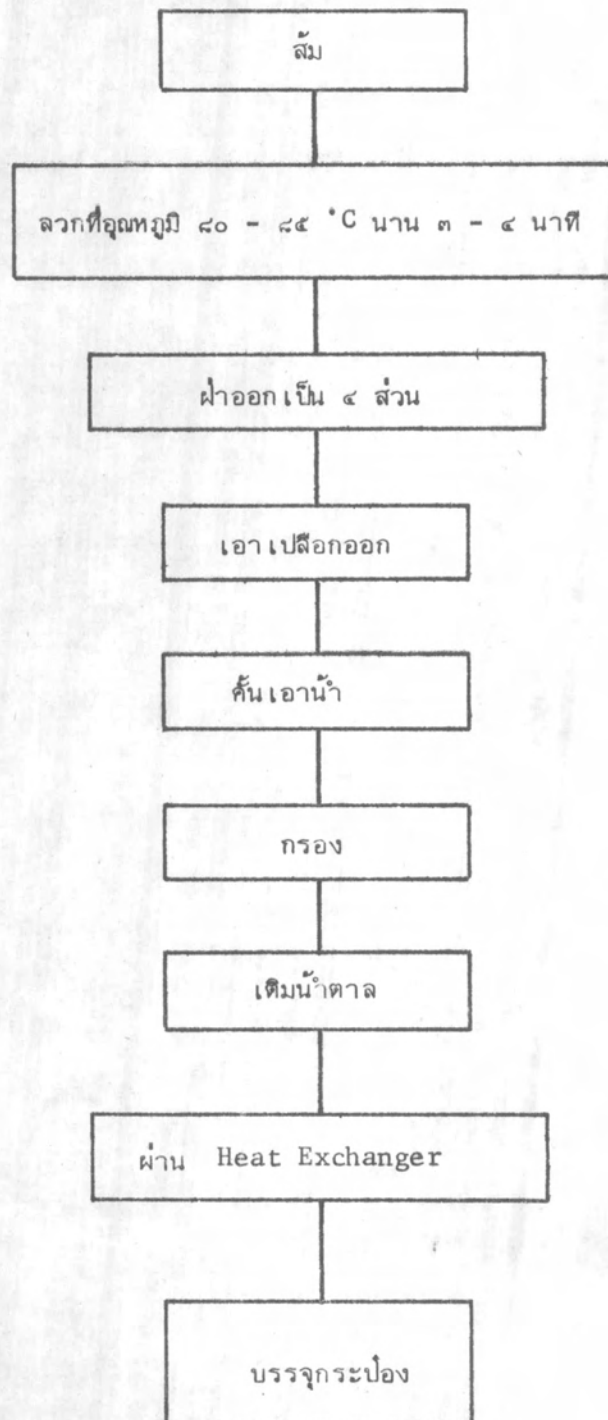 ส้ม
ลวกที่อุณหภูมิ ๘๐ - ๘๕ °C นาน ๓ - ๔ นาที
ฝ่าออกเป็น ๔ ส่วน
เอาเปลือกออก
คั้นเอาน้ำ
กรอง
เติมน้ำตาล
ผ่าน Heat Exchanger
บรรจุกระป๋อง